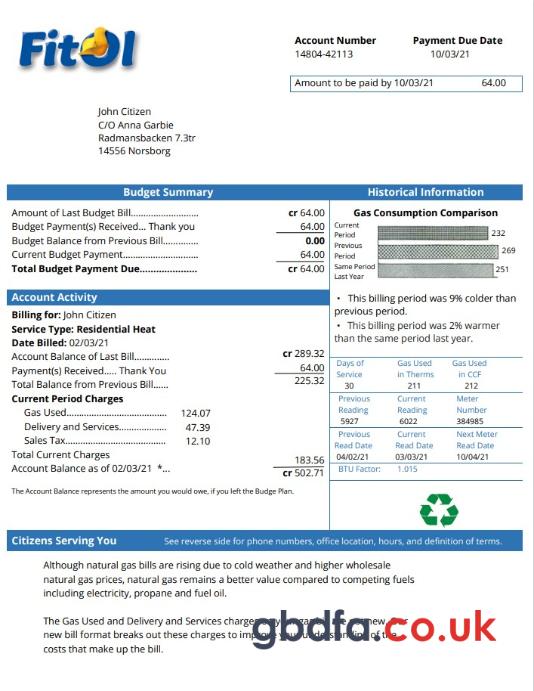 FitOl
Account Number Payment Due Date
14804-42113 10/03/21
Amount to be paid by 10/03/21 64.00
John Citizen
C/O Anna Garbie
Radmansbacken 7.3tr
14556 Norsborg
Budget Summary
Amount of Last Budget Bill........................ cr 64.00
Budget Payment(s) Received... Thank you 64.00
Budget Balance from Previous Bill............. 0.00
Current Budget Payment......................... 64.00
Total Budget Payment Due.................... cr 64.00
Historical Information
Gas Consumption Comparison
Current Period 232
Previous Period 269
Same Period Last Year 251
• This billing period was 9% colder than
previous period.
• This billing period was 2% warmer
than the same period last year.
Account Activity
Billing for: John Citizen
Service Type: Residential Heat
Date Billed: 02/03/21
Account Balance of Last Bill............. cr 289.32
Payment(s) Received..... Thank You 64.00
Total Balance from Previous Bill....... 225.32
Current Period Charges
Gas Used................................... 124.07
Delivery and Services............... 47.39
Sales Tax................................... 12.10
Total Current Charges 183.56
Account Balance as of 02/03/21 *... cr 502.71
The Account Balance represents the amount you would owe, if you left the Budge Plan.
Days of Service Gas Used in Therms Gas Used in CCF
30 211 212
Previous Reading Current Reading Meter Number
5927 6022 384985
Previous Read Date Current Read Date Next Meter Read Date
04/02/21 03/03/21 10/04/21
BTU Factor: 1.015
Citizens Serving You See reverse side for phone numbers, office location, hours, and definition of terms.
Although natural gas bills are rising due to cold weather and higher wholesale
natural gas prices, natural gas remains a better value compared to competing fuels
including electricity, propane and fuel oil.
The Gas Used and Delivery and Services charges
new bill format breaks out these charges to improve your understanding of the
costs that make up the bill.
gbdfa.co.uk